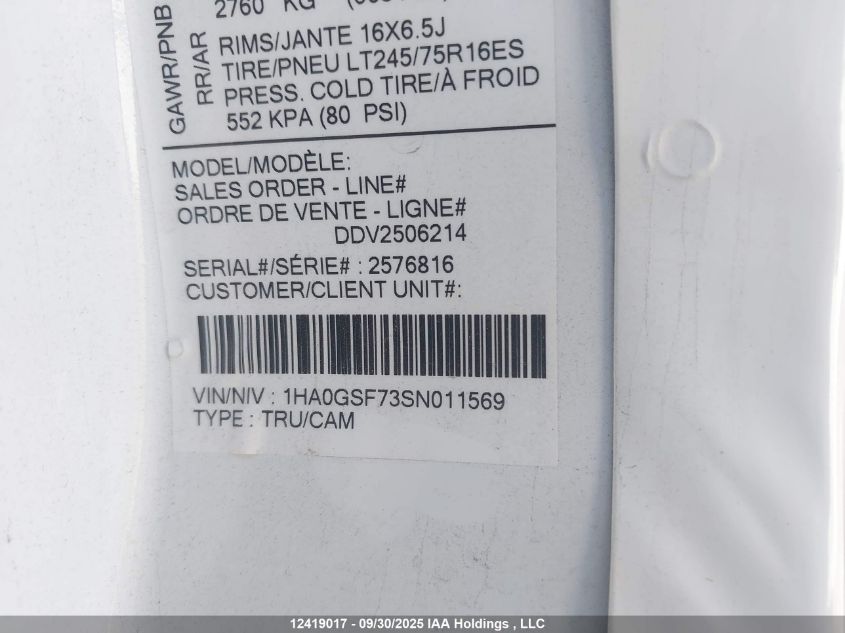 2760 KG
GAWR/PNB
RR/AR
RIMS/JANTE 16X6.5J
TIRE/PNEU LT245/75R16ES
PRESS. COLD TIRE/À FROID
552 KPA (80 PSI)
MODEL/MODÈLE:
SALES ORDER - LINE#
ORDRE DE VENTE - LIGNE#
DDV2506214
SERIAL#/SÉRIE# : 2576816
CUSTOMER/CLIENT UNIT#:
VIN/NIV : 1HA0GSF73SN011569
TYPE : TRU/CAM
12419017 - 09/30/2025 IAA Holdings , LLC